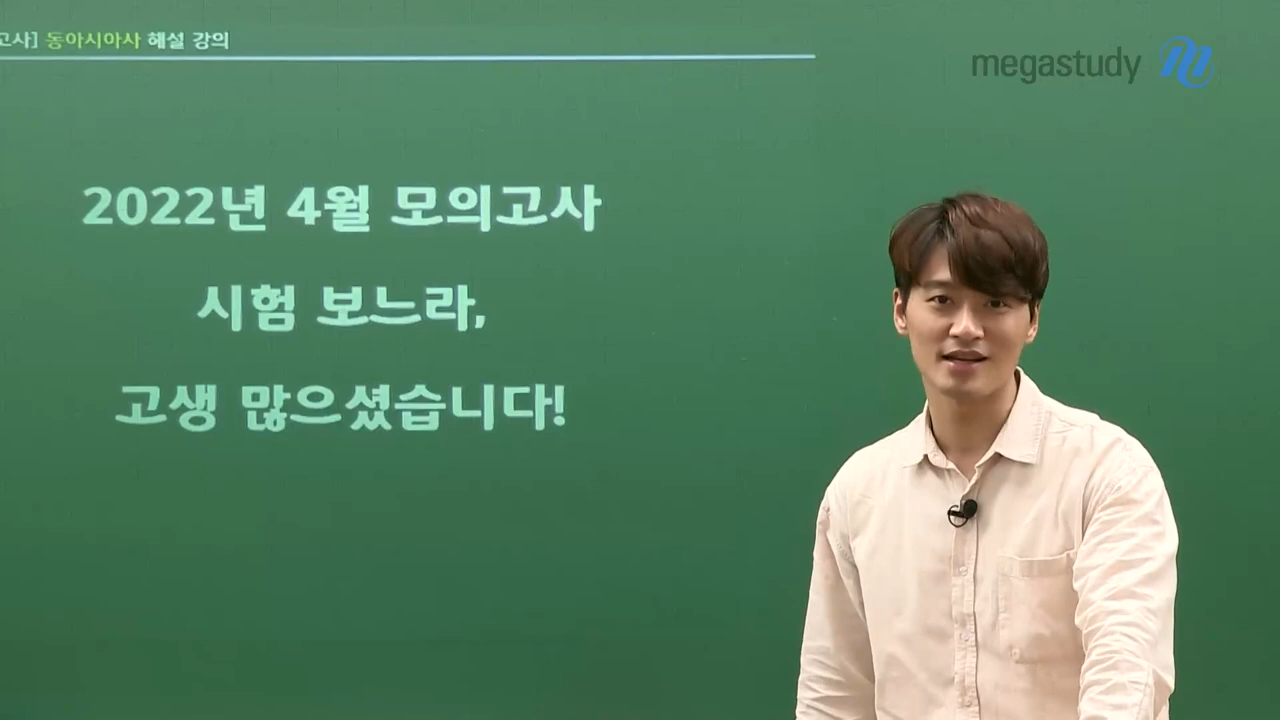 고사] 동아시아사 해설 강의
megastudy
2022년 4월 모의고사
시험 보느라,
고생 많으셨습니다!